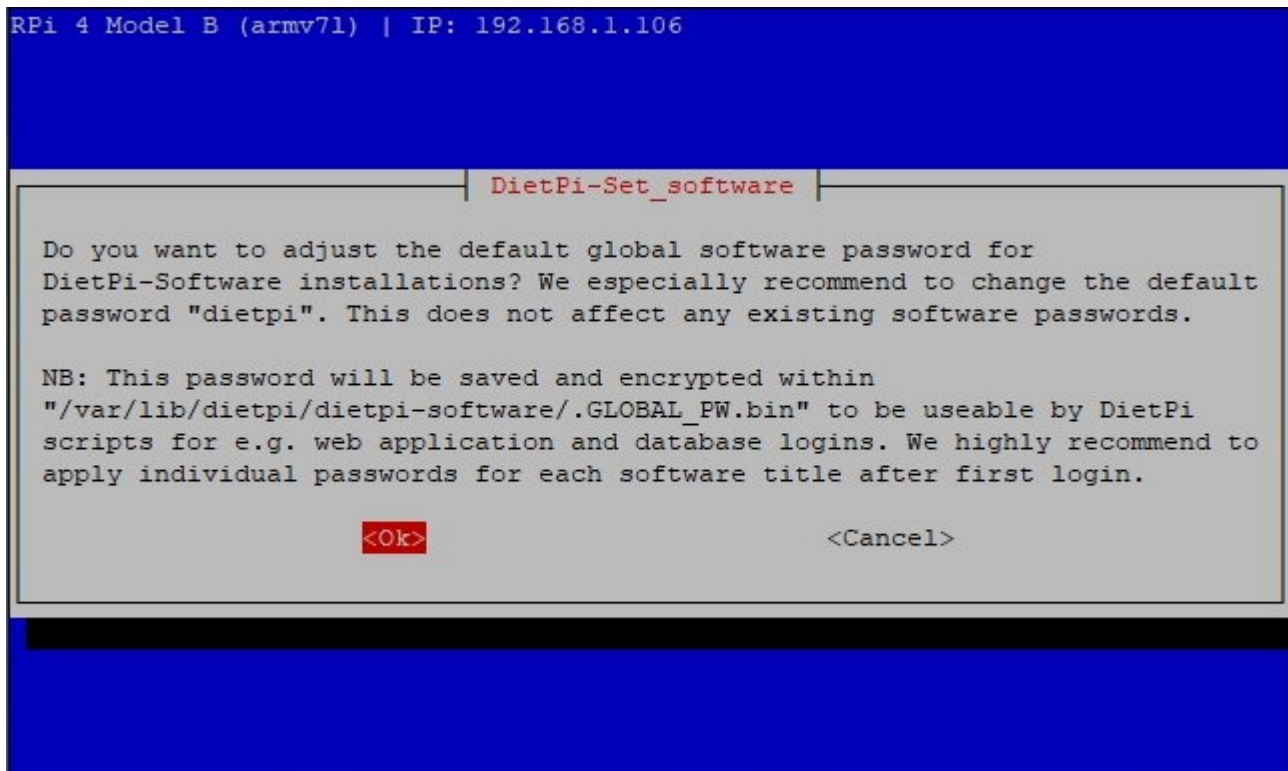 RPi 4 Model B (armv7l) | IP: 192.168.1.106
DietPi-Set_software
Do you want to adjust the default global software password for
DietPi-Software installations? We especially recommend to change the default
password "dietpi". This does not affect any existing software passwords.
NB: This password will be saved and encrypted within
"/var/lib/dietpi/dietpi-software/.GLOBAL_PW.bin" to be useable by DietPi
scripts for e.g. web application and database logins. We highly recommend to
apply individual passwords for each software title after first login.
<Ok> <Cancel>